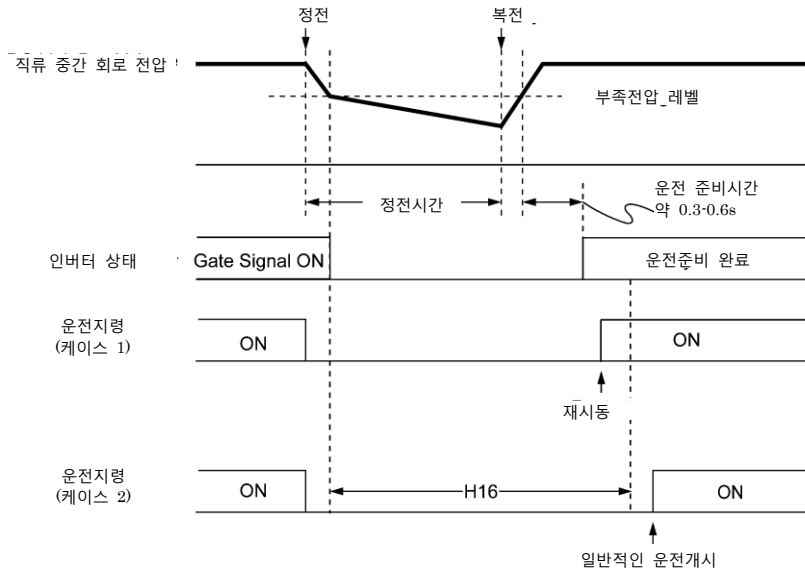 정전
복전
직류 중간 회로 전압
부족전압 레벨
정전시간
운전 준비시간
약 0.3-0.6s
인버터 상태
Gate Signal ON
운전준비 완료
운전지령
(케이스 1)
ON
ON
재시동
운전지령
(케이스 2)
ON
H16
ON
일반적인 운전개시